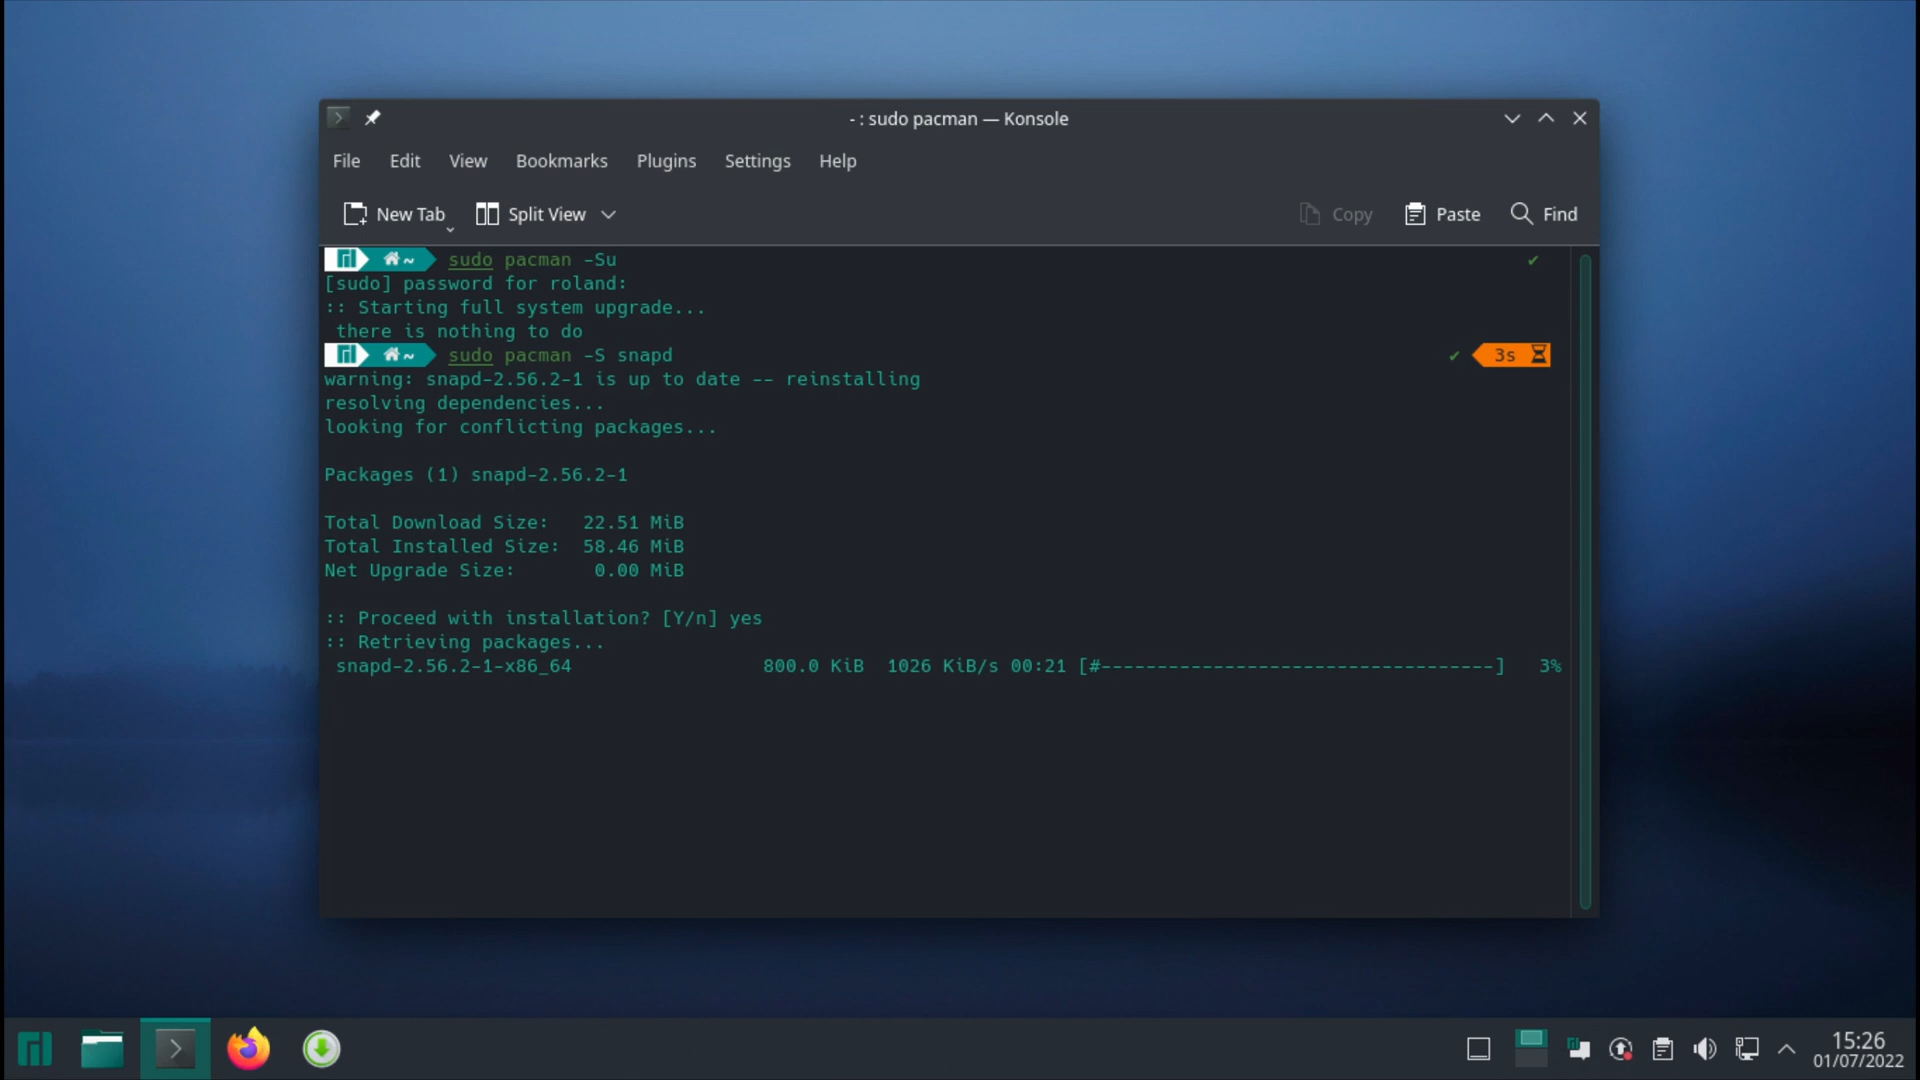 - : sudo pacman — Konsole
File Edit View Bookmarks Plugins Settings Help
New Tab Split View Copy Paste Find
~ sudo pacman -Su ✔
[sudo] password for roland:
:: Starting full system upgrade...
there is nothing to do
~ sudo pacman -S snapd ✔ 3s
warning: snapd-2.56.2-1 is up to date -- reinstalling
resolving dependencies...
looking for conflicting packages...
Packages (1) snapd-2.56.2-1
Total Download Size: 22.51 MiB
Total Installed Size: 58.46 MiB
Net Upgrade Size: 0.00 MiB
:: Proceed with installation? [Y/n] yes
:: Retrieving packages...
snapd-2.56.2-1-x86_64 800.0 KiB 1026 KiB/s 00:21 [#-----------------------------------] 3%
15:26
01/07/2022